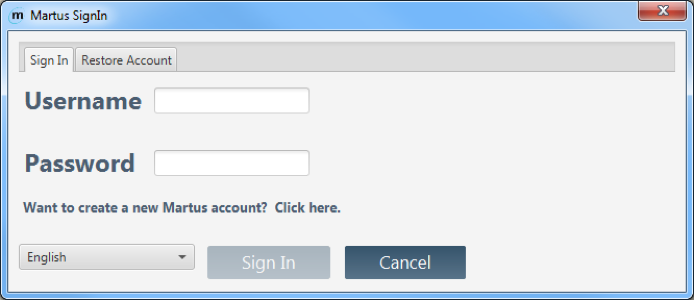 m Martus SignIn
Sign In Restore Account
Username
Password
Want to create a new Martus account? Click here.
English Sign In Cancel